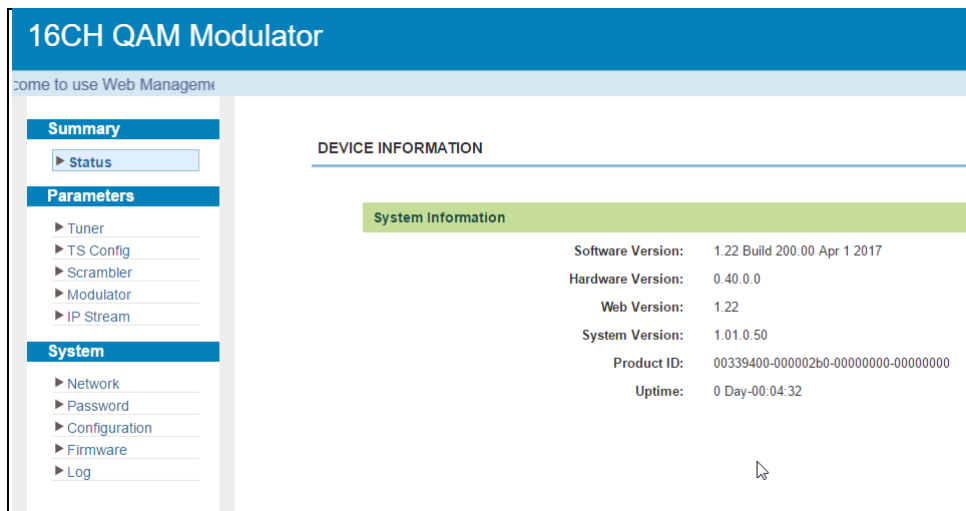 16CH QAM Modulator
come to use Web Manageme
Summary
Status
DEVICE INFORMATION
Parameters
Tuner
TS Config
Scrambler
Modulator
IP Stream
System
Network
Password
Configuration
Firmware
Log
System Information
Software Version: 1.22 Build 200.00 Apr 1 2017
Hardware Version: 0.40.0.0
Web Version: 1.22
System Version: 1.01.0.50
Product ID: 00339400-000002b0-00000000-00000000
Uptime: 0 Day-00:04:32